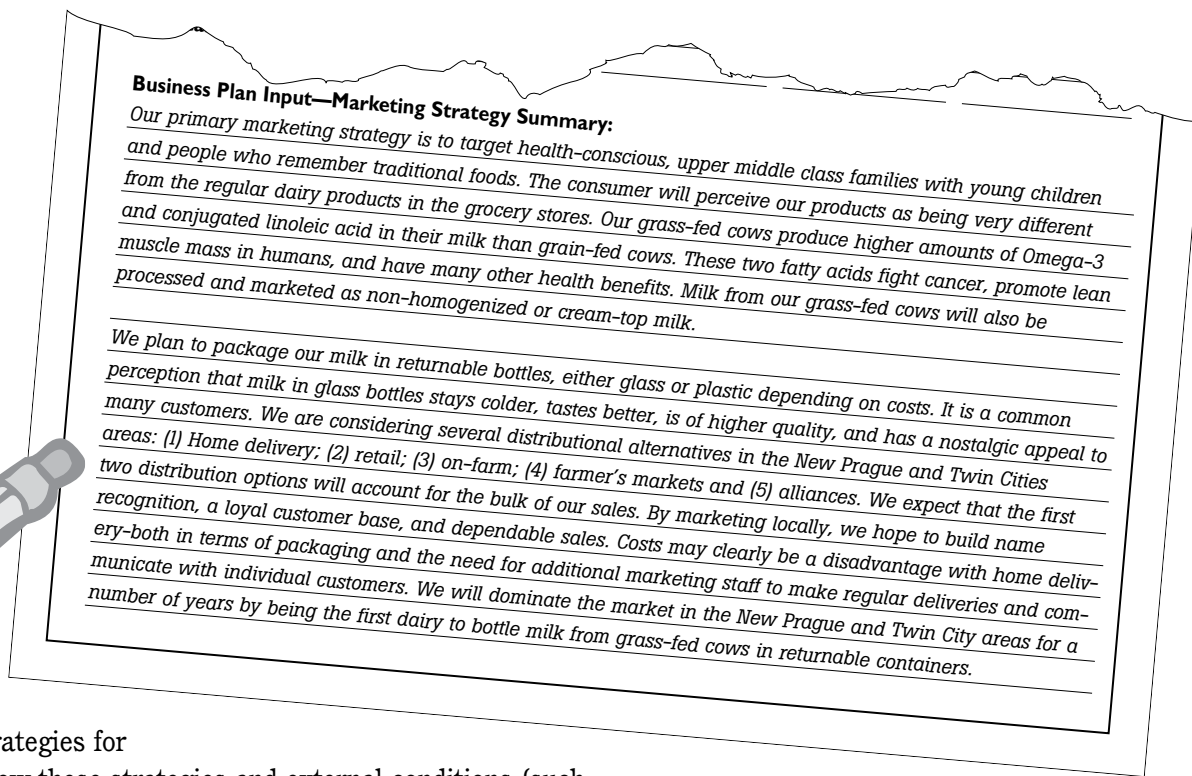 Business Plan Input—Marketing Strategy Summary:
Our primary marketing strategy is to target health-conscious, upper middle class families with young children
and people who remember traditional foods. The consumer will perceive our products as being very different
from the regular dairy products in the grocery stores. Our grass-fed cows produce higher amounts of Omega-3
and conjugated linoleic acid in their milk than grain-fed cows. These two fatty acids fight cancer, promote lean
muscle mass in humans, and have many other health benefits. Milk from our grass-fed cows will also be
processed and marketed as non-homogenized or cream-top milk.
We plan to package our milk in returnable bottles, either glass or plastic depending on costs. It is a common
perception that milk in glass bottles stays colder, tastes better, is of higher quality, and has a nostalgic appeal to
many customers. We are considering several distributional alternatives in the New Prague and Twin Cities
areas: (1) Home delivery; (2) retail; (3) on-farm; (4) farmer's markets and (5) alliances. We expect that the first
two distribution options will account for the bulk of our sales. By marketing locally, we hope to build name
recognition, a loyal customer base, and dependable sales. Costs may clearly be a disadvantage with home deliv-
ery-both in terms of packaging and the need for additional marketing staff to make regular deliveries and com-
municate with individual customers. We will dominate the market in the New Prague and Twin City areas for a
number of years by being the first dairy to bottle milk from grass-fed cows in returnable containers.
rategies for
these strategies and external conditions (such